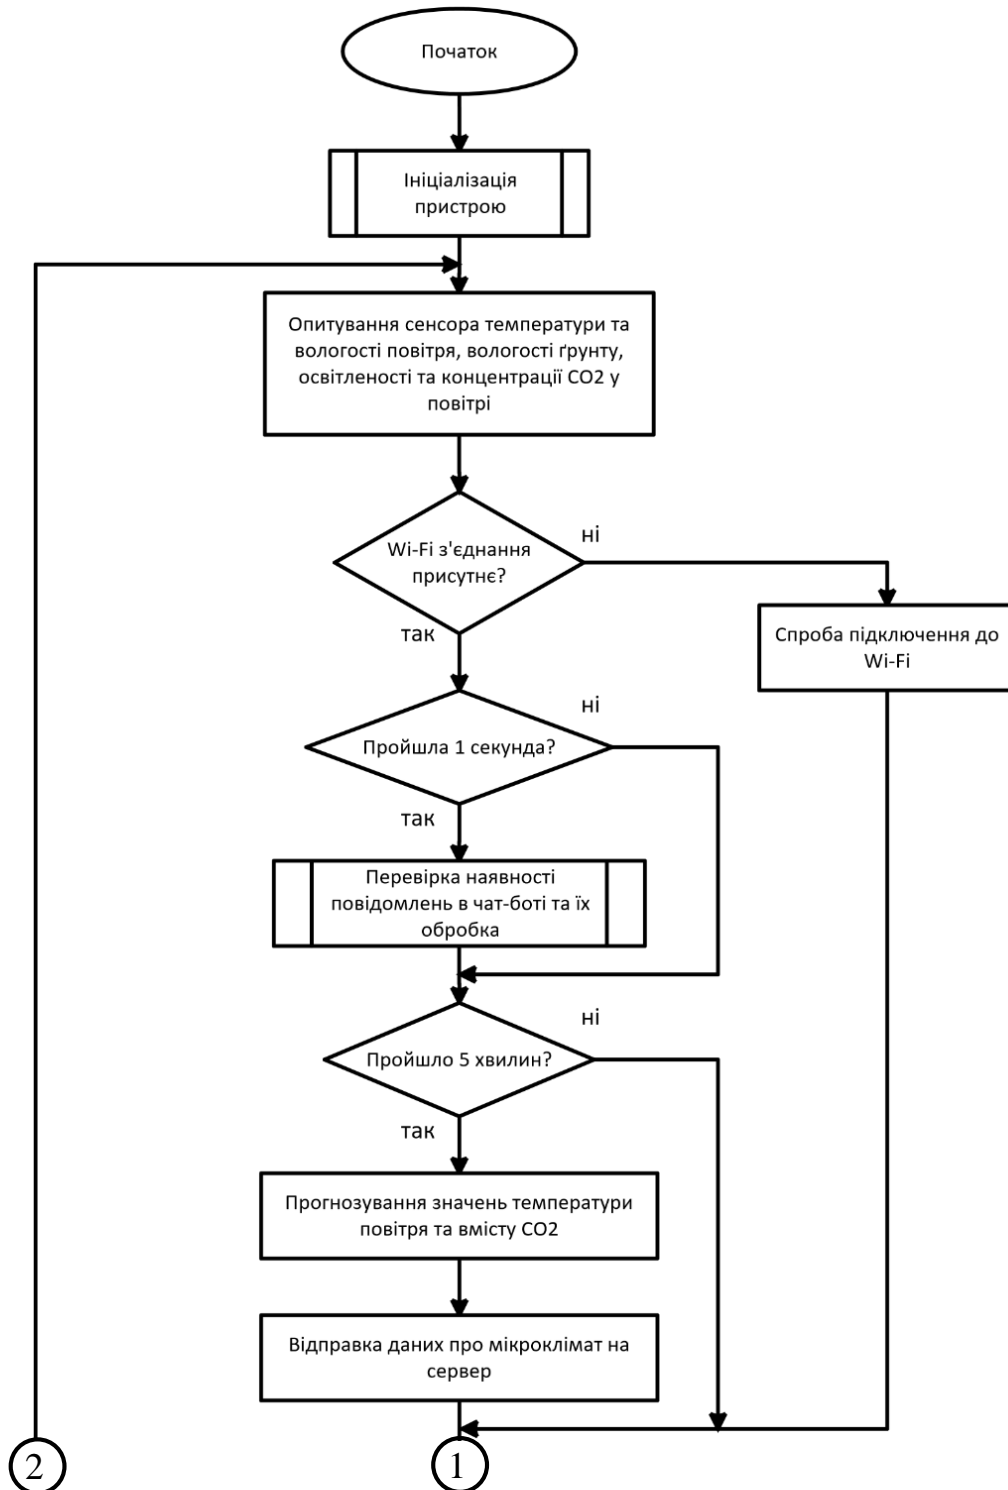 Початок
Ініціалізація
пристрою
Опитування сенсора температури та
вологості повітря, вологості ґрунту,
освітленості та концентрації CO2 у
повітрі
Wi-Fi з'єднання
присутнє?
ні
так
Спроба підключення до
Wi-Fi
Пройшла 1 секунда?
ні
так
Перевірка наявності
повідомлень в чат-боті та їх
обробка
Пройшло 5 хвилин?
ні
так
Прогнозування значень температури
повітря та вмісту CO2
Відправка даних про мікроклімат на
сервер
2
1